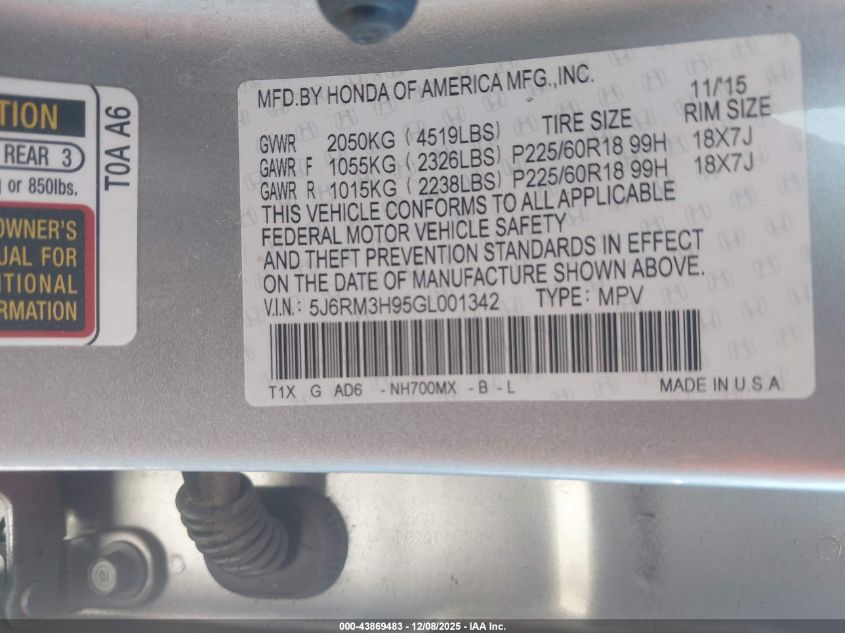 TION
REAR 3
or 850lbs.
OWNER'S
UAL FOR
ITIONAL
RMATION
T0A A6
MFD.BY HONDA OF AMERICA MFG.,INC. 11/15
GVWR 2050KG (4519LBS) TIRE SIZE RIM SIZE
GAWR F 1055KG (2326LBS) P225/60R18 99H 18X7J
GAWR R 1015KG (2238LBS) P225/60R18 99H 18X7J
THIS VEHICLE CONFORMS TO ALL APPLICABLE
FEDERAL MOTOR VEHICLE SAFETY
AND THEFT PREVENTION STANDARDS IN EFFECT
ON THE DATE OF MANUFACTURE SHOWN ABOVE.
V.I.N.: 5J6RM3H95GL001342 TYPE: MPV
T1X G AD6 -NH700MX -B-L MADE IN U.S.A
000-43869483 - 12/08/2025 - IAA Inc.